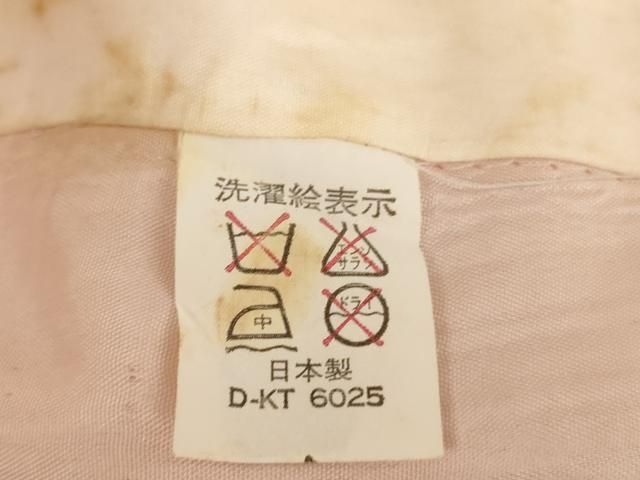 洗濯絵表示
エンソ
サラシ
中
ドライ
日本製
D-KT 6025